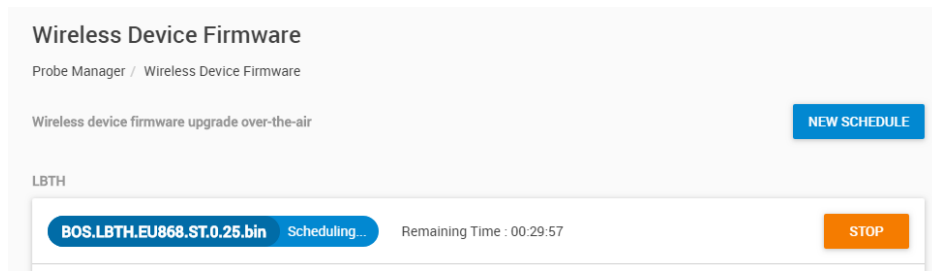 Wireless Device Firmware
Probe Manager / Wireless Device Firmware
Wireless device firmware upgrade over-the-air
NEW SCHEDULE
LBTH
BOS.LBTH.EU868.ST.0.25.bin Scheduling... Remaining Time : 00:29:57 STOP